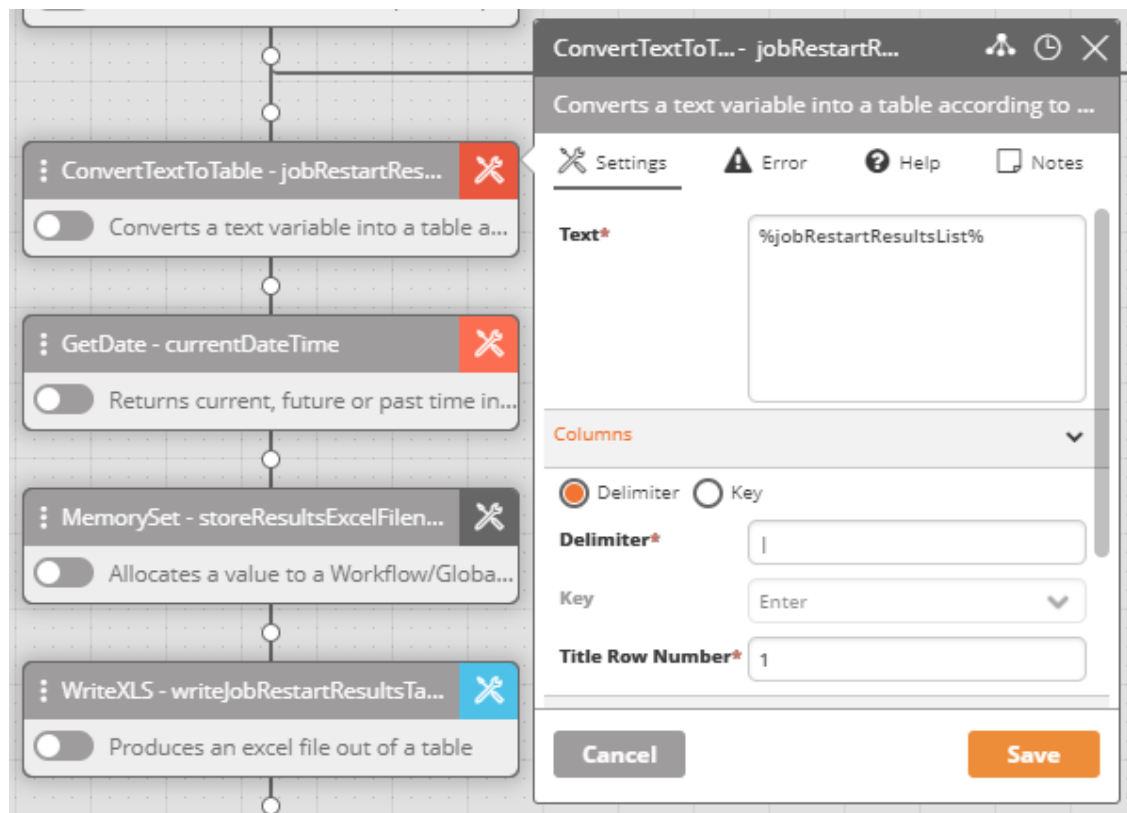 ConvertTextToTable - jobRestartRes...
Converts a text variable into a table a...
GetDate - currentDateTime
Returns current, future or past time in...
MemorySet - storeResultsExcelFilen...
Allocates a value to a Workflow/Globa...
WriteXLS - writeJobRestartResultsTa...
Produces an excel file out of a table
ConvertTextToT...- jobRestartR...
Converts a text variable into a table according to ...
Settings Error Help Notes
Text* %jobRestartResultsList%
Columns
Delimiter Key
Delimiter* |
Key Enter
Title Row Number* 1
Cancel Save